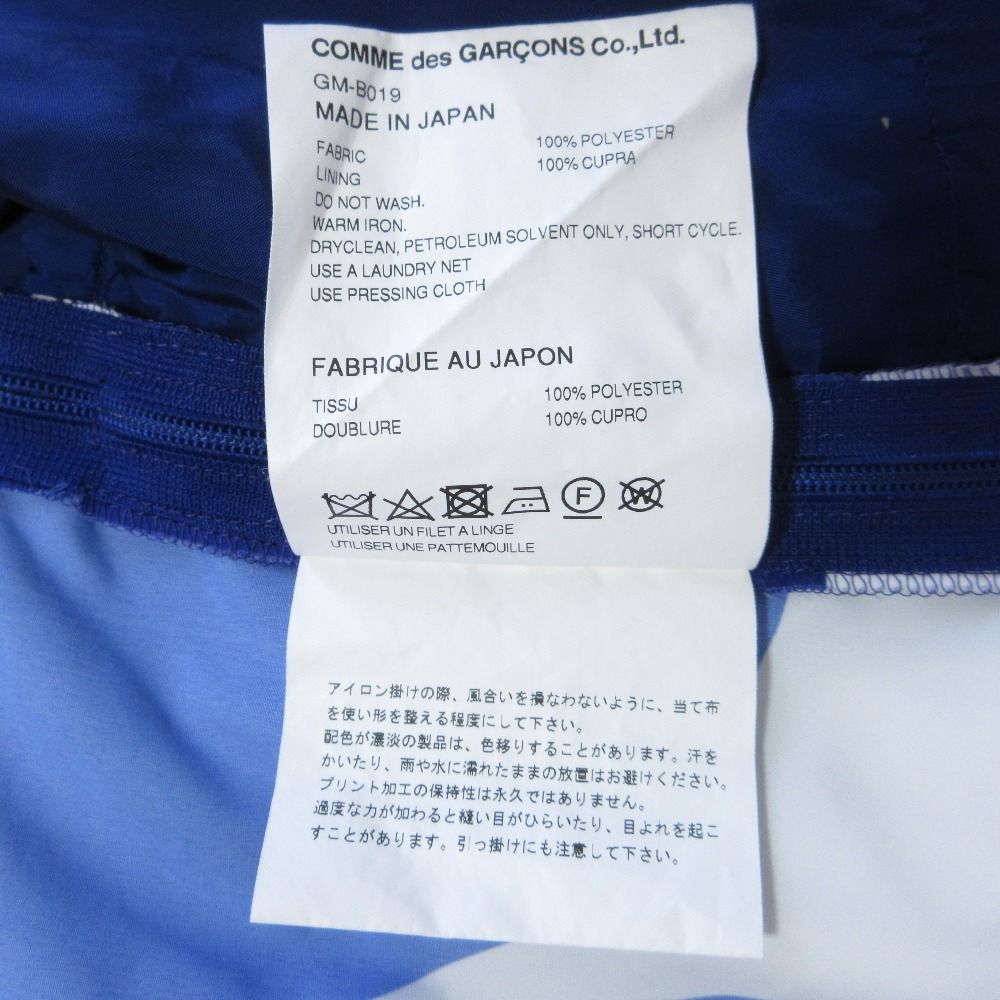 COMME des GARÇONS Co.,Ltd.
GM-B019
MADE IN JAPAN
FABRIC 100% POLYESTER
LINING 100% CUPRA
DO NOT WASH.
WARM IRON.
DRYCLEAN, PETROLEUM SOLVENT ONLY, SHORT CYCLE.
USE A LAUNDRY NET
USE PRESSING CLOTH
FABRIQUE AU JAPON
TISSU 100% POLYESTER
DOUBLURE 100% CUPRO
F W
UTILISER UN FILET A LINGE
UTILISER UNE PATTEMOUILLE
アイロン掛けの際、風合いを損なわないように、当て布
を使い形を整える程度にして下さい。
配色が濃淡の製品は、色移りすることがあります。汗を
かいたり、雨や水に濡れたままの放置はお避けください。
プリント加工の保持性は永久ではありません。
過度な力が加わると縫い目がひらいたり、目よれを起こ
すことがあります。引っ掛けにも注意して下さい。